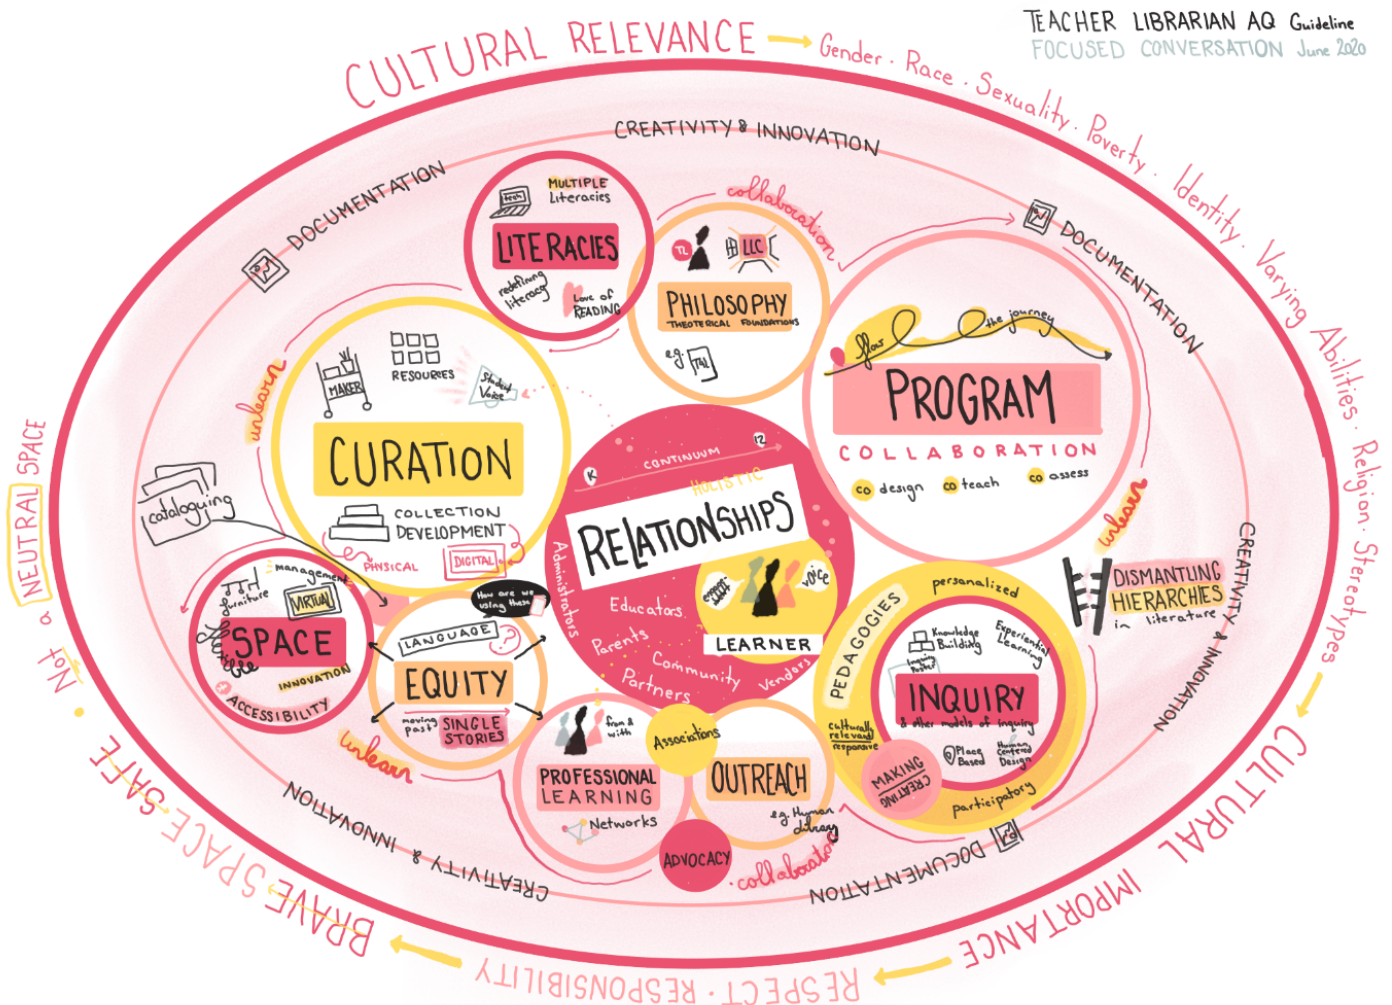 TEACHER LIBRARIAN AQ Guideline
FOCUSED CONVERSATION June 2020
CULTURAL RELEVANCE
Gender · Race · Sexuality · Poverty · Identity · Varying Abilities · Religion · Stereotypes
CULTURAL IMPORTANCE
RESPECT · RESPONSIBILITY
BRAVE SPACE
SAFE
Not a NEUTRAL SPACE
CREATIVITY & INNOVATION
DOCUMENTATION
DOCUMENTATION
CREATIVITY & INNOVATION
DOCUMENTATION
CREATIVITY & INNOVATION
tech
MULTIPLE
Literacies
LITERACIES
redefining
literacy
Love of
READING
collaboration
TL
LLC
PHILOSOPHY
THEOTERICAL FOUNDATIONS
e.g.
flow
the journey
PROGRAM
COLLABORATION
co design
co teach
co assess
unlearn
MAKER
RESOURCES
Student
Voice
CURATION
COLLECTION
DEVELOPMENT
PHYSICAL
DIGITAL
unlearn
cataloguing
K
CONTINUUM
12
HOLISTIC
RELATIONSHIPS
Administrators
Educators
Parents
Community
Partners
Vendors
voice
LEARNER
furniture
management
VIRTUAL
flexible
SPACE
INNOVATION
ACCESSIBILITY
How are we
using these
LANGUAGE
EQUITY
moving
past
SINGLE
STORIES
unlearn
from &
with
PROFESSIONAL
LEARNING
Networks
Associations
OUTREACH
e.g. Human
Library
ADVOCACY
collaboration
unlearn
DISMANTLING
HIERARCHIES
in literature
PEDAGOGIES
personalized
Knowledge
Building
Experiential
Learning
INQUIRY
& other models of inquiry
Place
Based
Human
Centered
Design
culturally
relevant
responsive
MAKING
CREATING
participatory